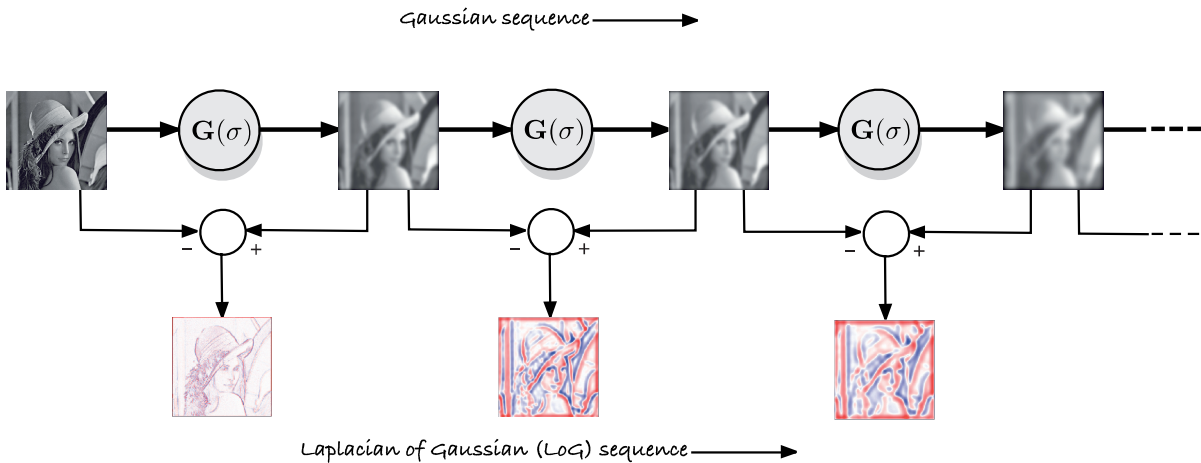 Gaussian sequence
G(σ) G(σ) G(σ)
− + − + − +
Laplacian of Gaussian (LoG) sequence